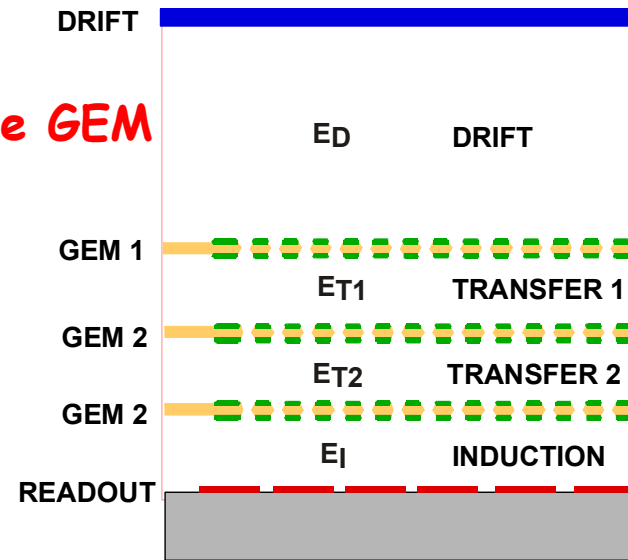 DRIFT
e GEM
ED DRIFT
GEM 1
ET1 TRANSFER 1
GEM 2
ET2 TRANSFER 2
GEM 2
EI INDUCTION
READOUT